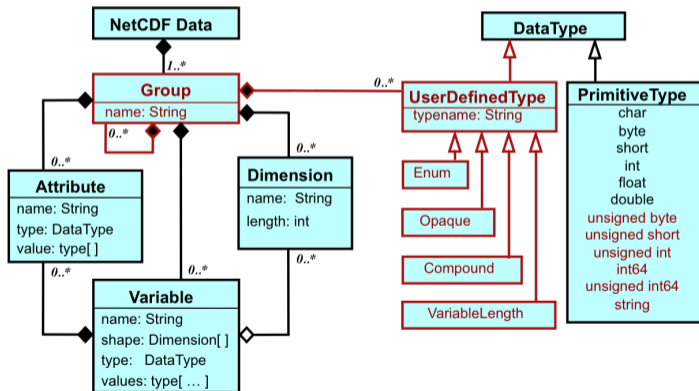 NetCDF Data
1..*
Group
name: String
0..*
0..*
0..*
0..*
Attribute
name: String
type: DataType
value: type[ ]
0..*
0..*
Dimension
name: String
length: int
0..*
Variable
name: String
shape: Dimension[ ]
type: DataType
values: type[ ... ]
DataType
UserDefinedType
typename: String
Enum
Opaque
Compound
VariableLength
PrimitiveType
char
byte
short
int
float
double
unsigned byte
unsigned short
unsigned int
int64
unsigned int64
string